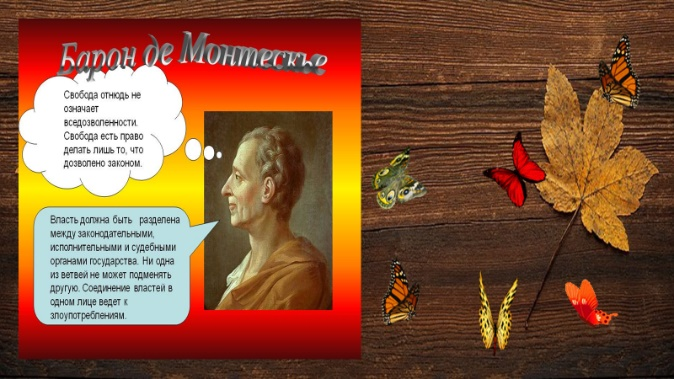 Барон де Монтескье
Свобода отнюдь не
означает
вседозволенности.
Свобода есть право
делать лишь то, что
дозволено законом.
Власть должна быть разделена
между законодательными,
исполнительными и судебными
органами государства. Ни одна
из ветвей не может подменять
другую. Соединение властей в
одном лице ведет к
злоупотреблениям.